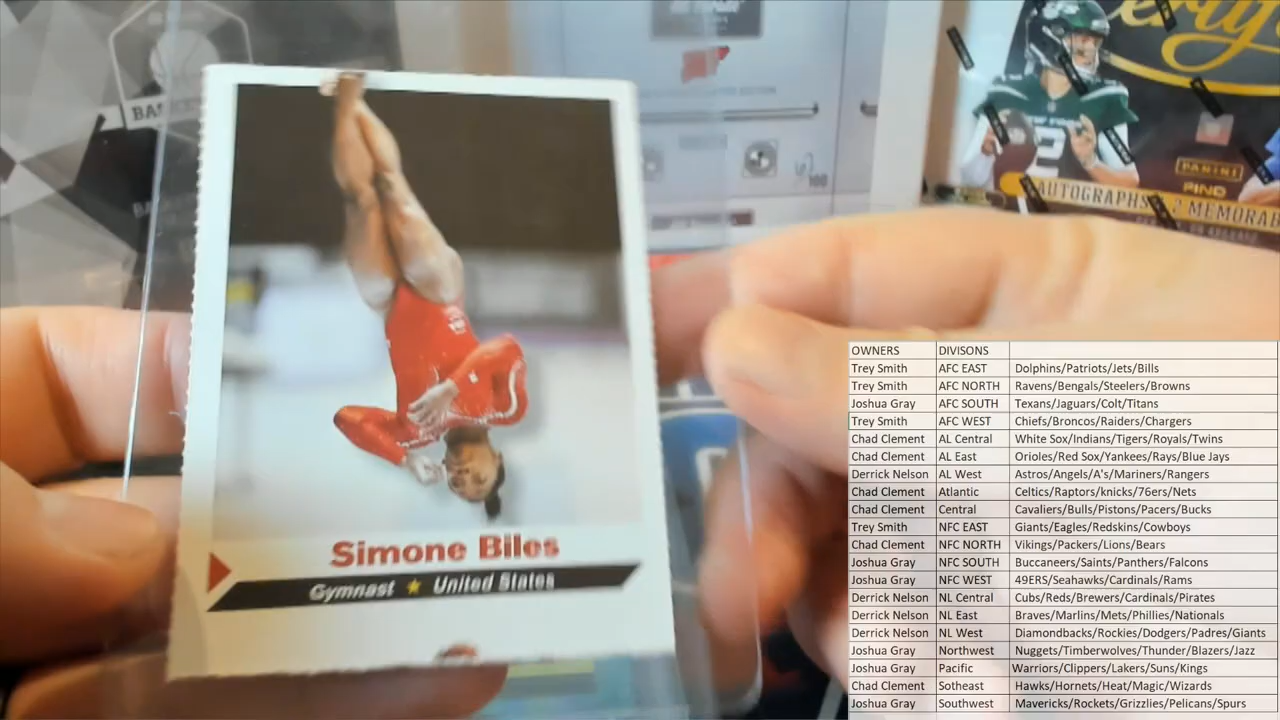 Simone Biles
Gymnast ★ United States
BAS
PANINI
FIND
AUTOGRAPHS
2 MEMORAB
OWNERS DIVISONS
Trey Smith AFC EAST Dolphins/Patriots/Jets/Bills
Trey Smith AFC NORTH Ravens/Bengals/Steelers/Browns
Joshua Gray AFC SOUTH Texans/Jaguars/Colt/Titans
Trey Smith AFC WEST Chiefs/Broncos/Raiders/Chargers
Chad Clement AL Central White Sox/Indians/Tigers/Royals/Twins
Chad Clement AL East Orioles/Red Sox/Yankees/Rays/Blue Jays
Derrick Nelson AL West Astros/Angels/A's/Mariners/Rangers
Chad Clement Atlantic Celtics/Raptors/knicks/76ers/Nets
Chad Clement Central Cavaliers/Bulls/Pistons/Pacers/Bucks
Trey Smith NFC EAST Giants/Eagles/Redskins/Cowboys
Chad Clement NFC NORTH Vikings/Packers/Lions/Bears
Joshua Gray NFC SOUTH Buccaneers/Saints/Panthers/Falcons
Joshua Gray NFC WEST 49ERS/Seahawks/Cardinals/Rams
Derrick Nelson NL Central Cubs/Reds/Brewers/Cardinals/Pirates
Derrick Nelson NL East Braves/Marlins/Mets/Phillies/Nationals
Derrick Nelson NL West Diamondbacks/Rockies/Dodgers/Padres/Giants
Joshua Gray Northwest Nuggets/Timberwolves/Thunder/Blazers/Jazz
Joshua Gray Pacific Warriors/Clippers/Lakers/Suns/Kings
Chad Clement Sotheast Hawks/Hornets/Heat/Magic/Wizards
Joshua Gray Southwest Mavericks/Rockets/Grizzlies/Pelicans/Spurs